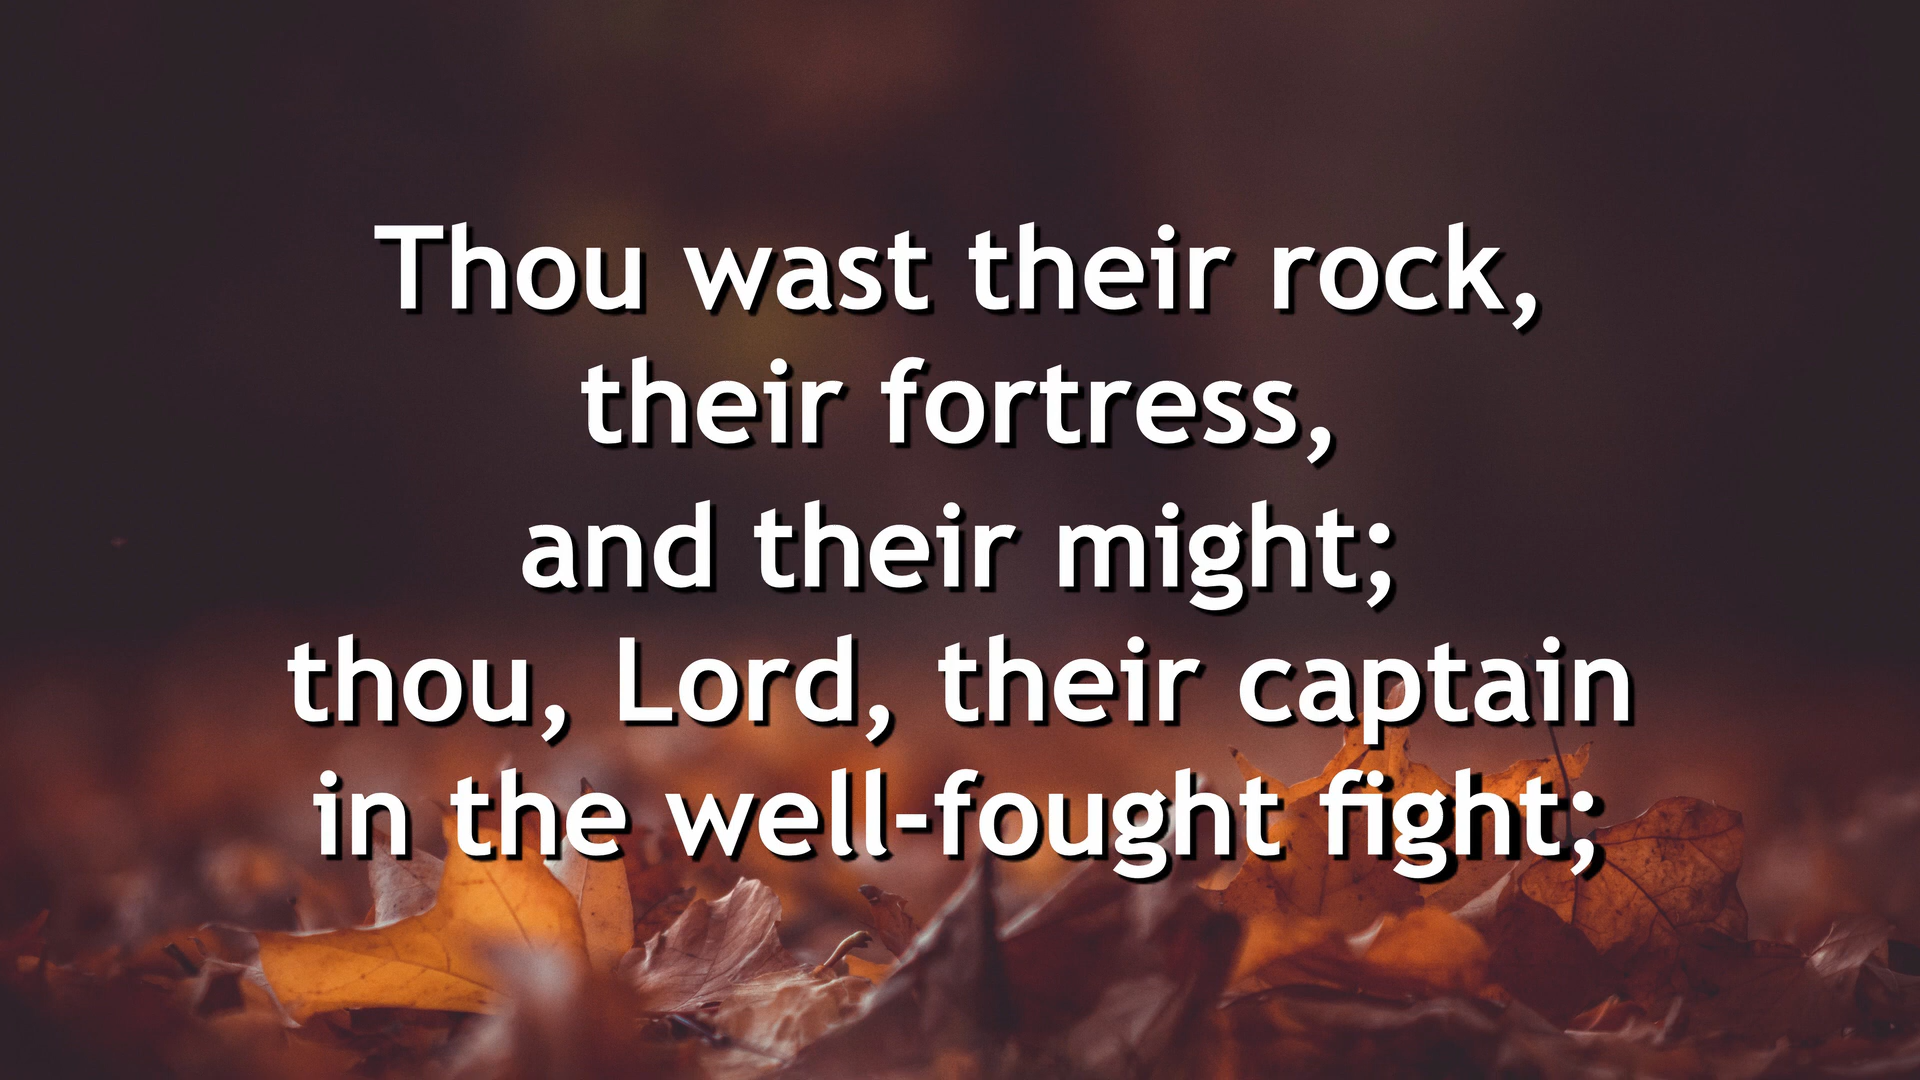 Thou wast their rock,
their fortress,
and their might;
thou, Lord, their captain
in the well-fought fight;